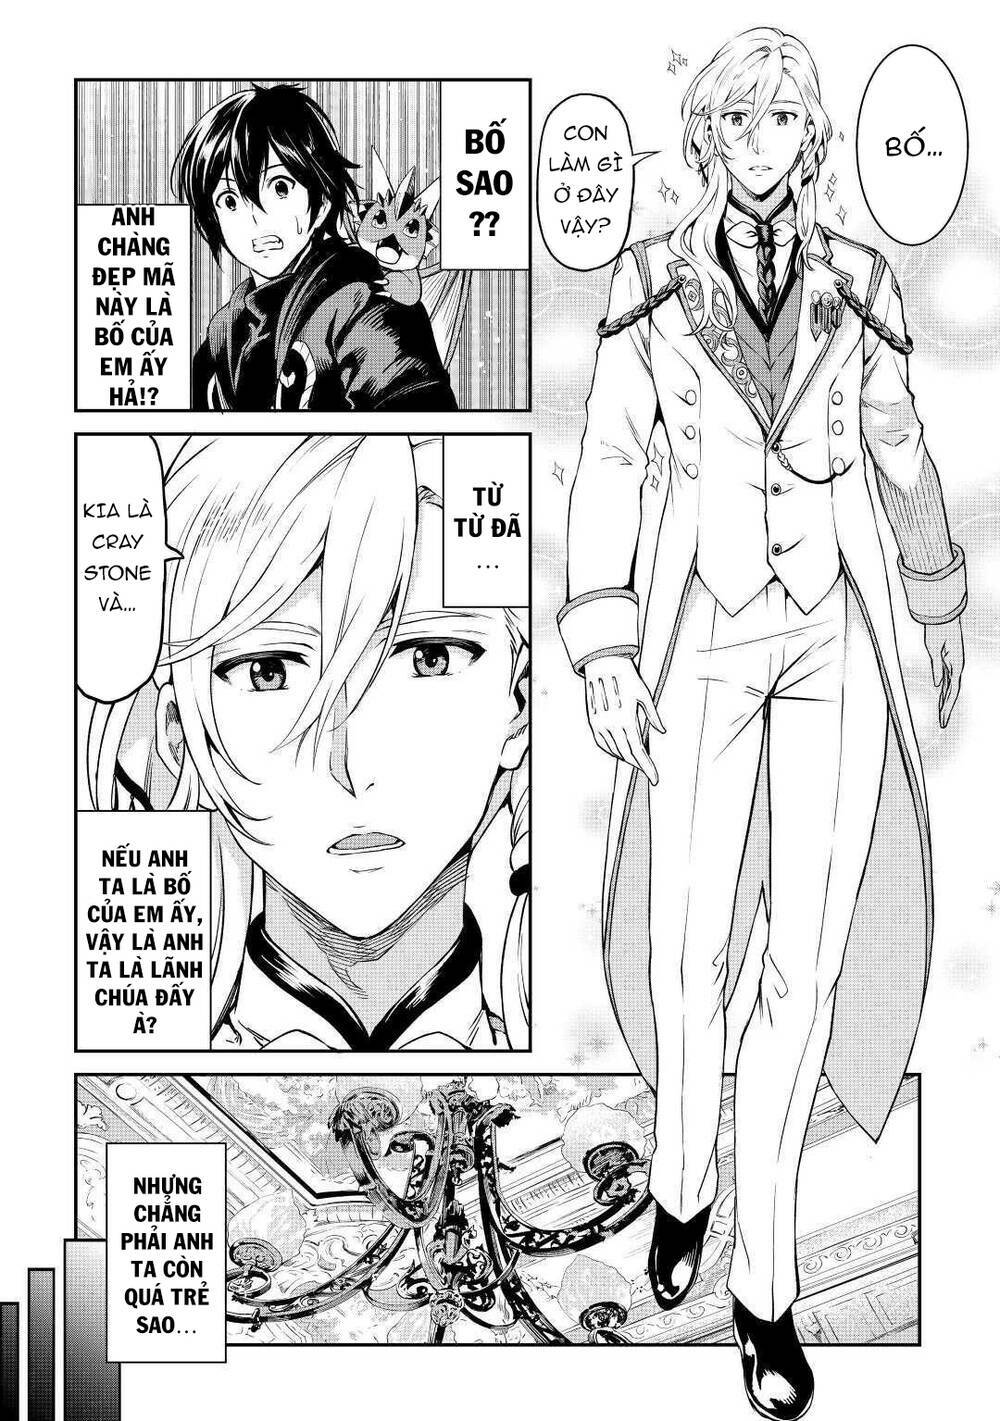 BỐ...
CON
LÀM GÌ
Ở ĐÂY
VẬY?
BỐ
SAO
??
ANH
CHÀNG
ĐẸP MÃ
NÀY LÀ
BỐ CỦA
EM ẤY
HẢ!?
TỪ
TỪ ĐÃ
...
KIA LÀ
CRAY
STONE
VÀ...
NẾU ANH
TA LÀ BỐ
CỦA EM ẤY,
VẬY LÀ ANH
TA LÀ LÃNH
CHÚA ĐẤY
À?
NHƯNG
CHẲNG
PHẢI ANH
TA CÒN
QUÁ TRẺ
SAO...